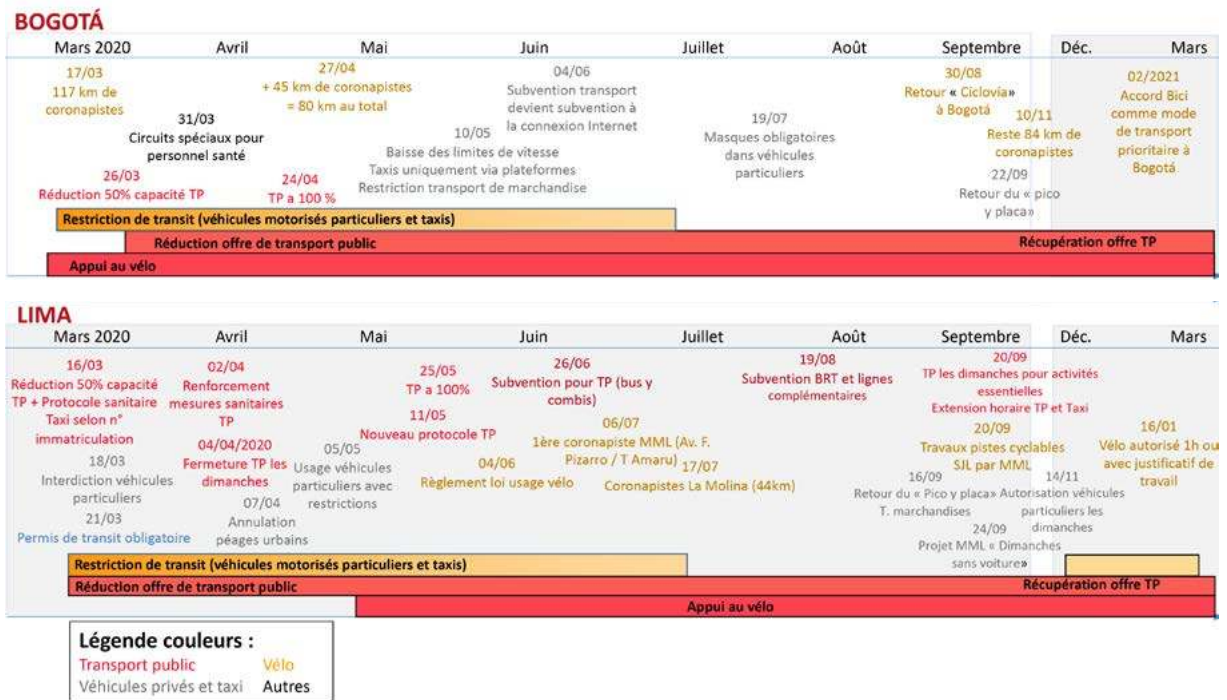 BOGOTÁ
Mars 2020 Avril Mai Juin Juillet Août Septembre Déc. Mars
17/03
117 km de
coronapistes
31/03
Circuits spéciaux pour
personnel santé
26/03
Réduction 50% capacité TP
27/04
+ 45 km de coronapistes
= 80 km au total
24/04
TP a 100 %
10/05
Baisse des limites de vitesse
Taxis uniquement via plateformes
Restriction transport de marchandise
04/06
Subvention transport
devient subvention à
la connexion Internet
19/07
Masques obligatoires
dans véhicules
particuliers
30/08
Retour « Ciclovía»
à Bogotá
10/11
Reste 84 km de
coronapistes
22/09
Retour du « pico
y placa»
02/2021
Accord Bici
comme mode
de transport
prioritaire à
Bogotá
Restriction de transit (véhicules motorisés particuliers et taxis)
Réduction offre de transport public Récupération offre TP
Appui au vélo
LIMA
Mars 2020 Avril Mai Juin Juillet Août Septembre Déc. Mars
16/03
Réduction 50% capacité
TP + Protocole sanitaire
Taxi selon n°
immatriculation
18/03
Interdiction véhicules
particuliers
21/03
Permis de transit obligatoire
02/04
Renforcement
mesures sanitaires
TP
04/04/2020
Fermeture TP les
dimanches
07/04
Annulation
péages urbains
25/05
TP a 100%
11/05
Nouveau protocole TP
05/05
Usage véhicules
particuliers avec
restrictions
26/06
Subvention pour TP (bus y
combis)
06/07
1ère coronapiste MML (Av. F.
Pizarro / T Amaru)
04/06
Règlement loi usage vélo
17/07
Coronapistes La Molina (44km)
19/08
Subvention BRT et lignes
complémentaires
20/09
TP les dimanches pour activités
essentielles
Extension horaire TP et Taxi
20/09
Travaux pistes cyclables
SJL par MML
16/09
Retour du « Pico y placa»
T. marchandises
14/11
Autorisation véhicules
particuliers les
dimanches
24/09
Projet MML « Dimanches
sans voiture»
16/01
Vélo autorisé 1h ou
avec justificatif de
travail
Restriction de transit (véhicules motorisés particuliers et taxis)
Réduction offre de transport public Récupération offre TP
Appui au vélo
Légende couleurs :
Transport public Vélo
Véhicules privés et taxi Autres